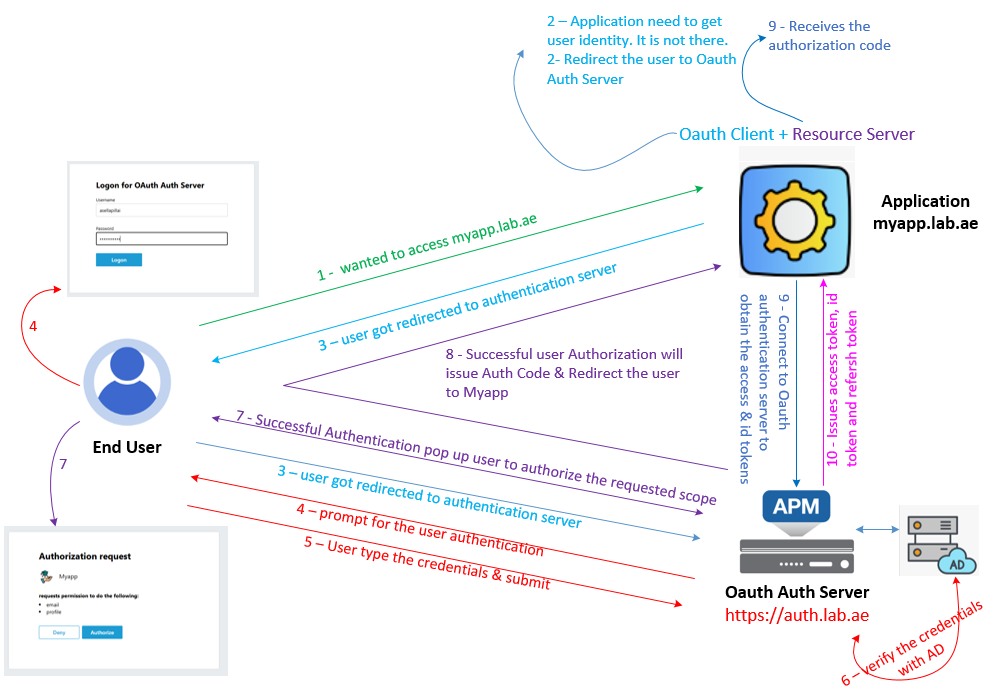 2 – Application need to get
user identity. It is not there.
2- Redirect the user to Oauth
Auth Server
9 - Receives the
authorization code
Oauth Client + Resource Server
Application
myapp.lab.ae
Logon for OAuth Auth Server
Username
Password
Logon
1 - wanted to access myapp.lab.ae
3 – user got redirected to authentication server
4
8 - Successful user Authorization will
issue Auth Code & Redirect the user
to Myapp
9 - Connect to Oauth
authentication server to
obtain the access & id tokens
10 - Issues access token, id
token and refersh token
End User
7
7 - Successful Authentication pop up user to authorize the requested scope
3 – user got redirected to authentication server
4 – prompt for the user authentication
5 – User type the credentials & submit
APM
AD
Oauth Auth Server
https://auth.lab.ae
6 – verify the credentials
with AD
Authorization request
Myapp
requests permission to do the following:
email
profile
Deny
Authorize